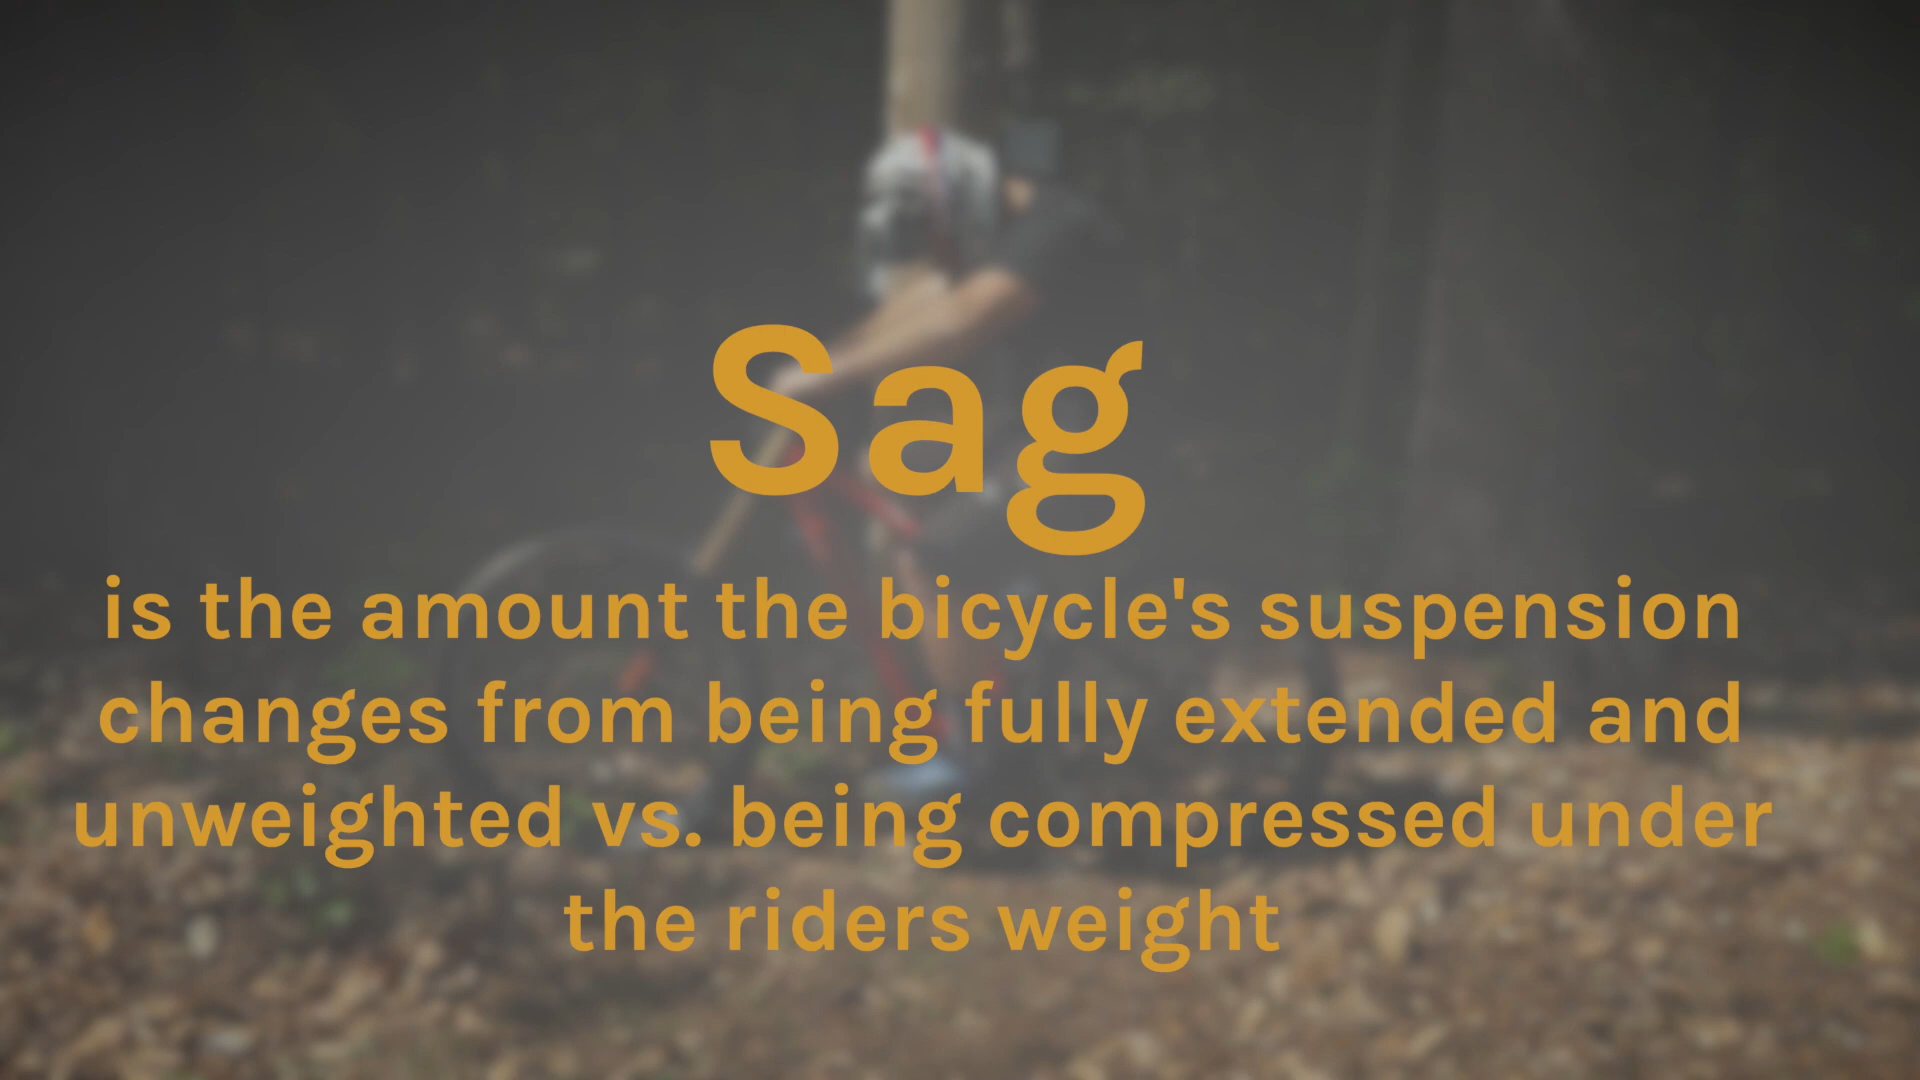 Sag
is the amount the bicycle's suspension
changes from being fully extended and
unweighted vs. being compressed under
the riders weight